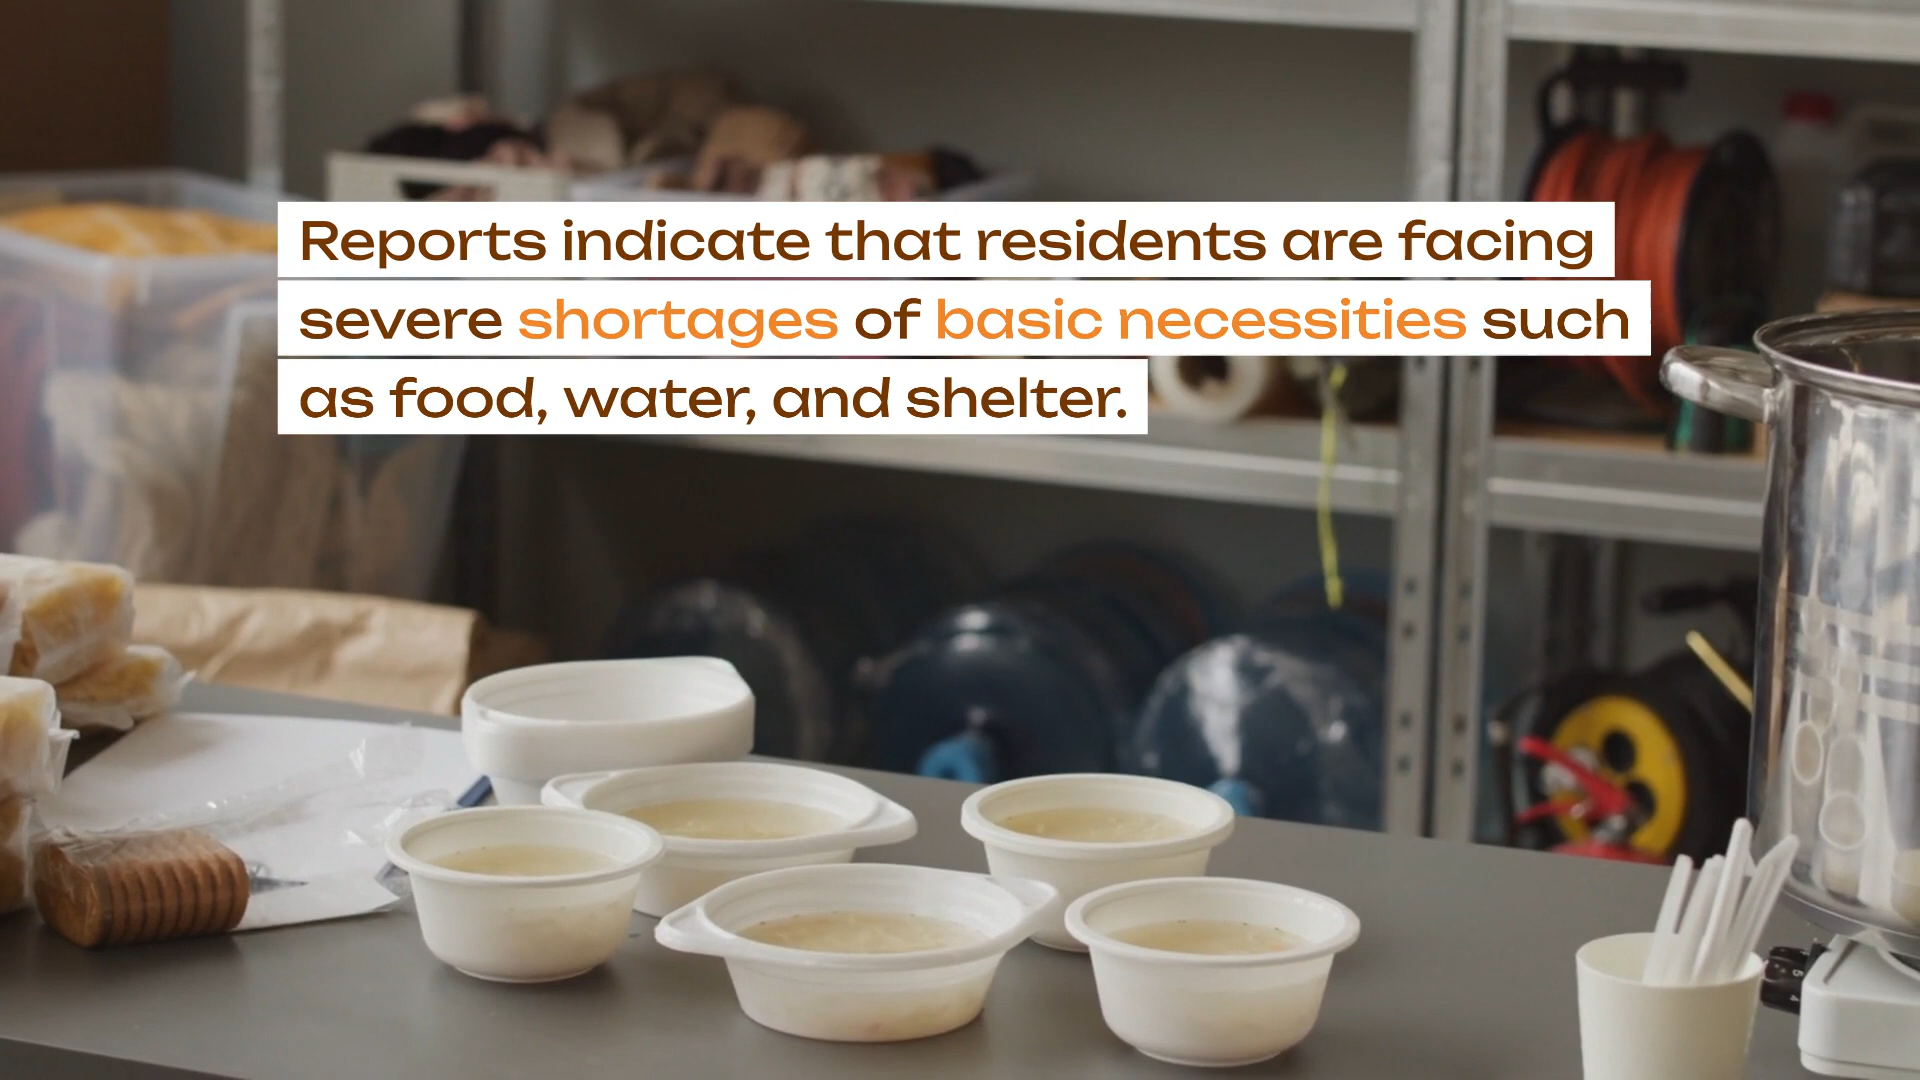 Reports indicate that residents are facing
severe shortages of basic necessities such
as food, water, and shelter.